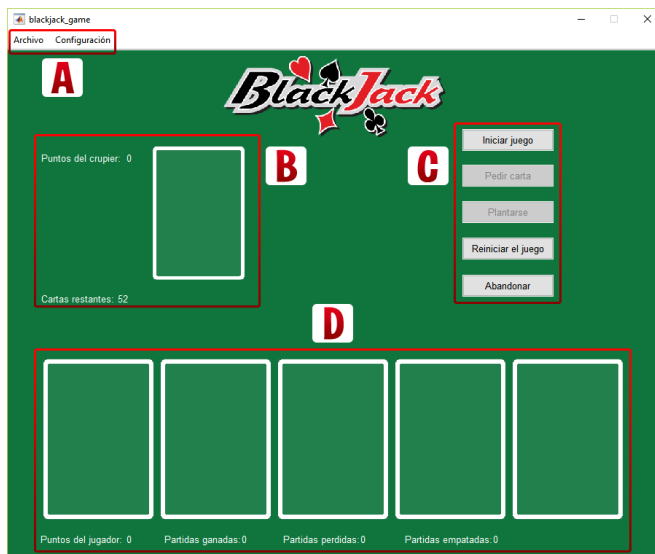 blackjack_game
Archivo Configuración
A
BlackJack
Puntos del crupier: 0
B
C
Iniciar juego
Pedir carta
Plantarse
Reiniciar el juego
Abandonar
Cartas restantes: 52
D
Puntos del jugador: 0 Partidas ganadas: 0 Partidas perdidas: 0 Partidas empatadas: 0